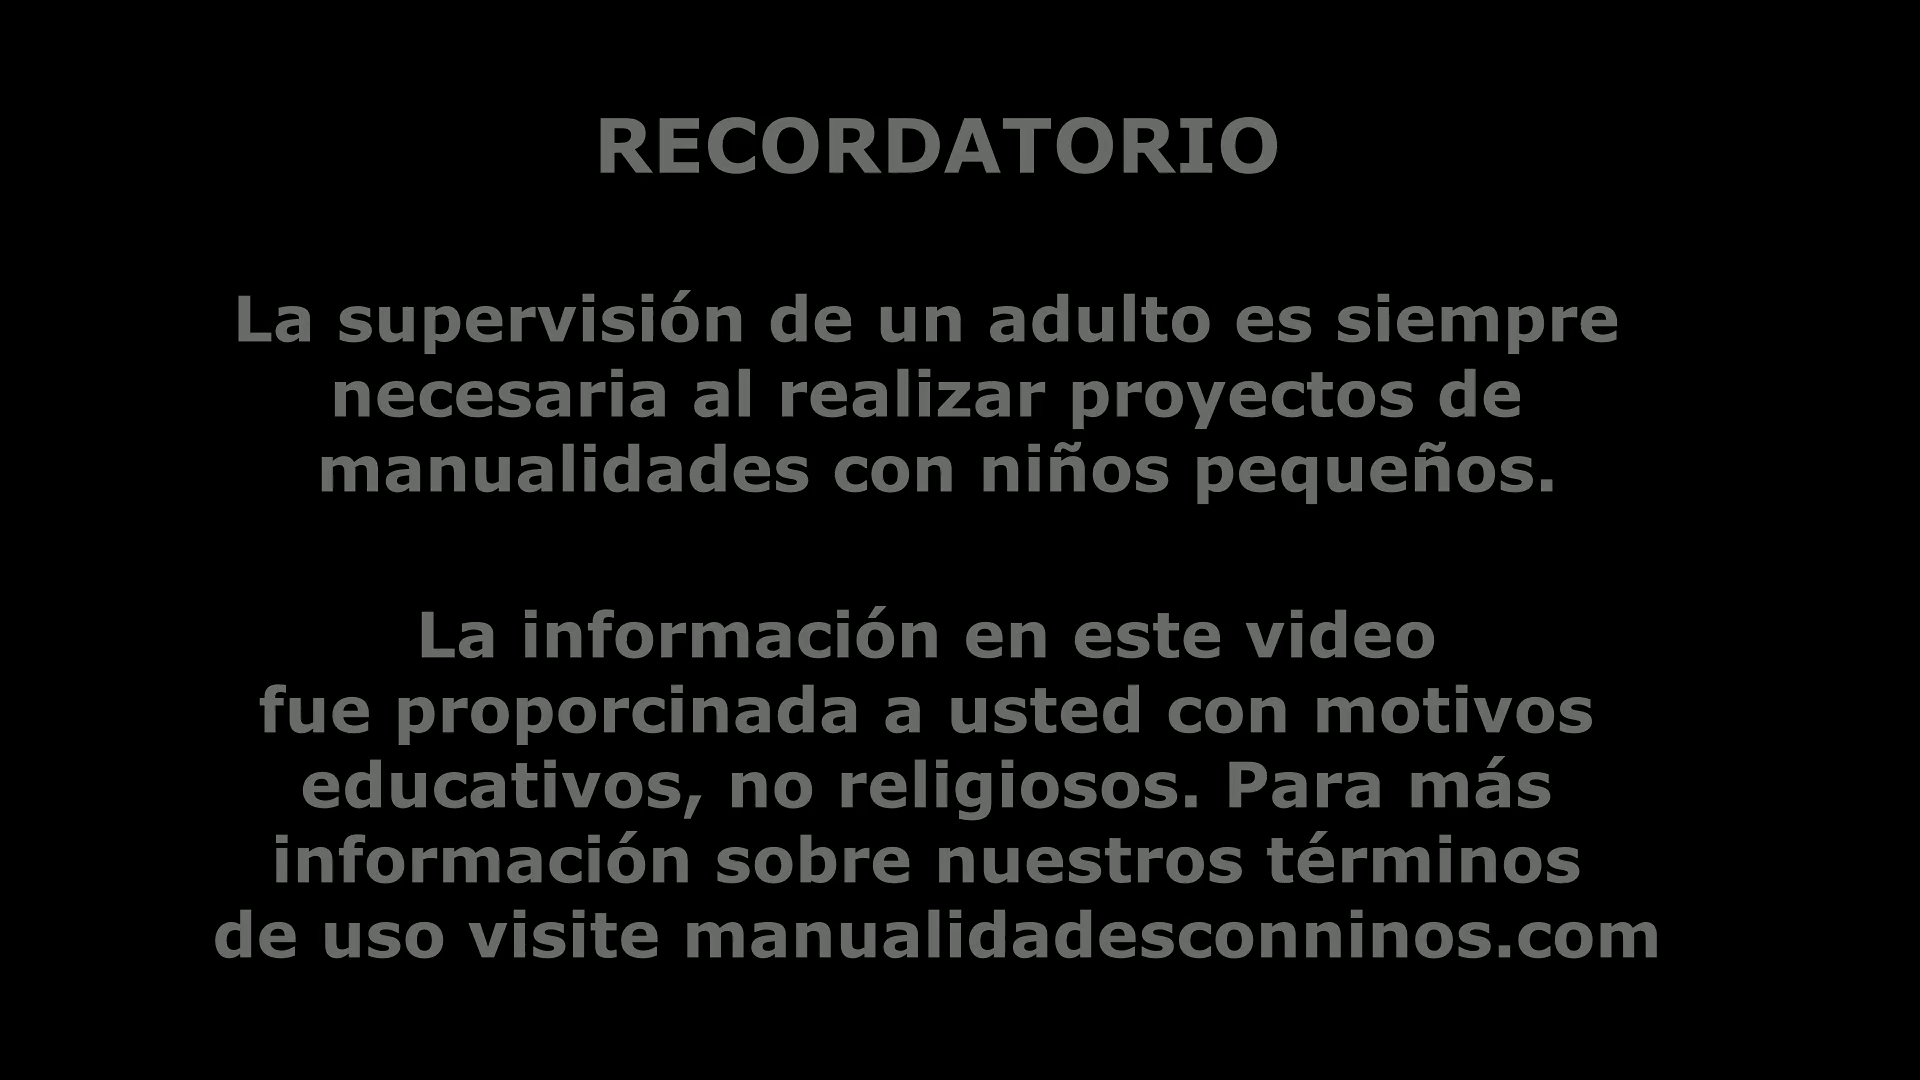 RECORDATORIO
La supervisión de un adulto es siempre
necesaria al realizar proyectos de
manualidades con niños pequeños.
La información en este video
fue proporcinada a usted con motivos
educativos, no religiosos. Para más
información sobre nuestros términos
de uso visite manualidadesconninos.com